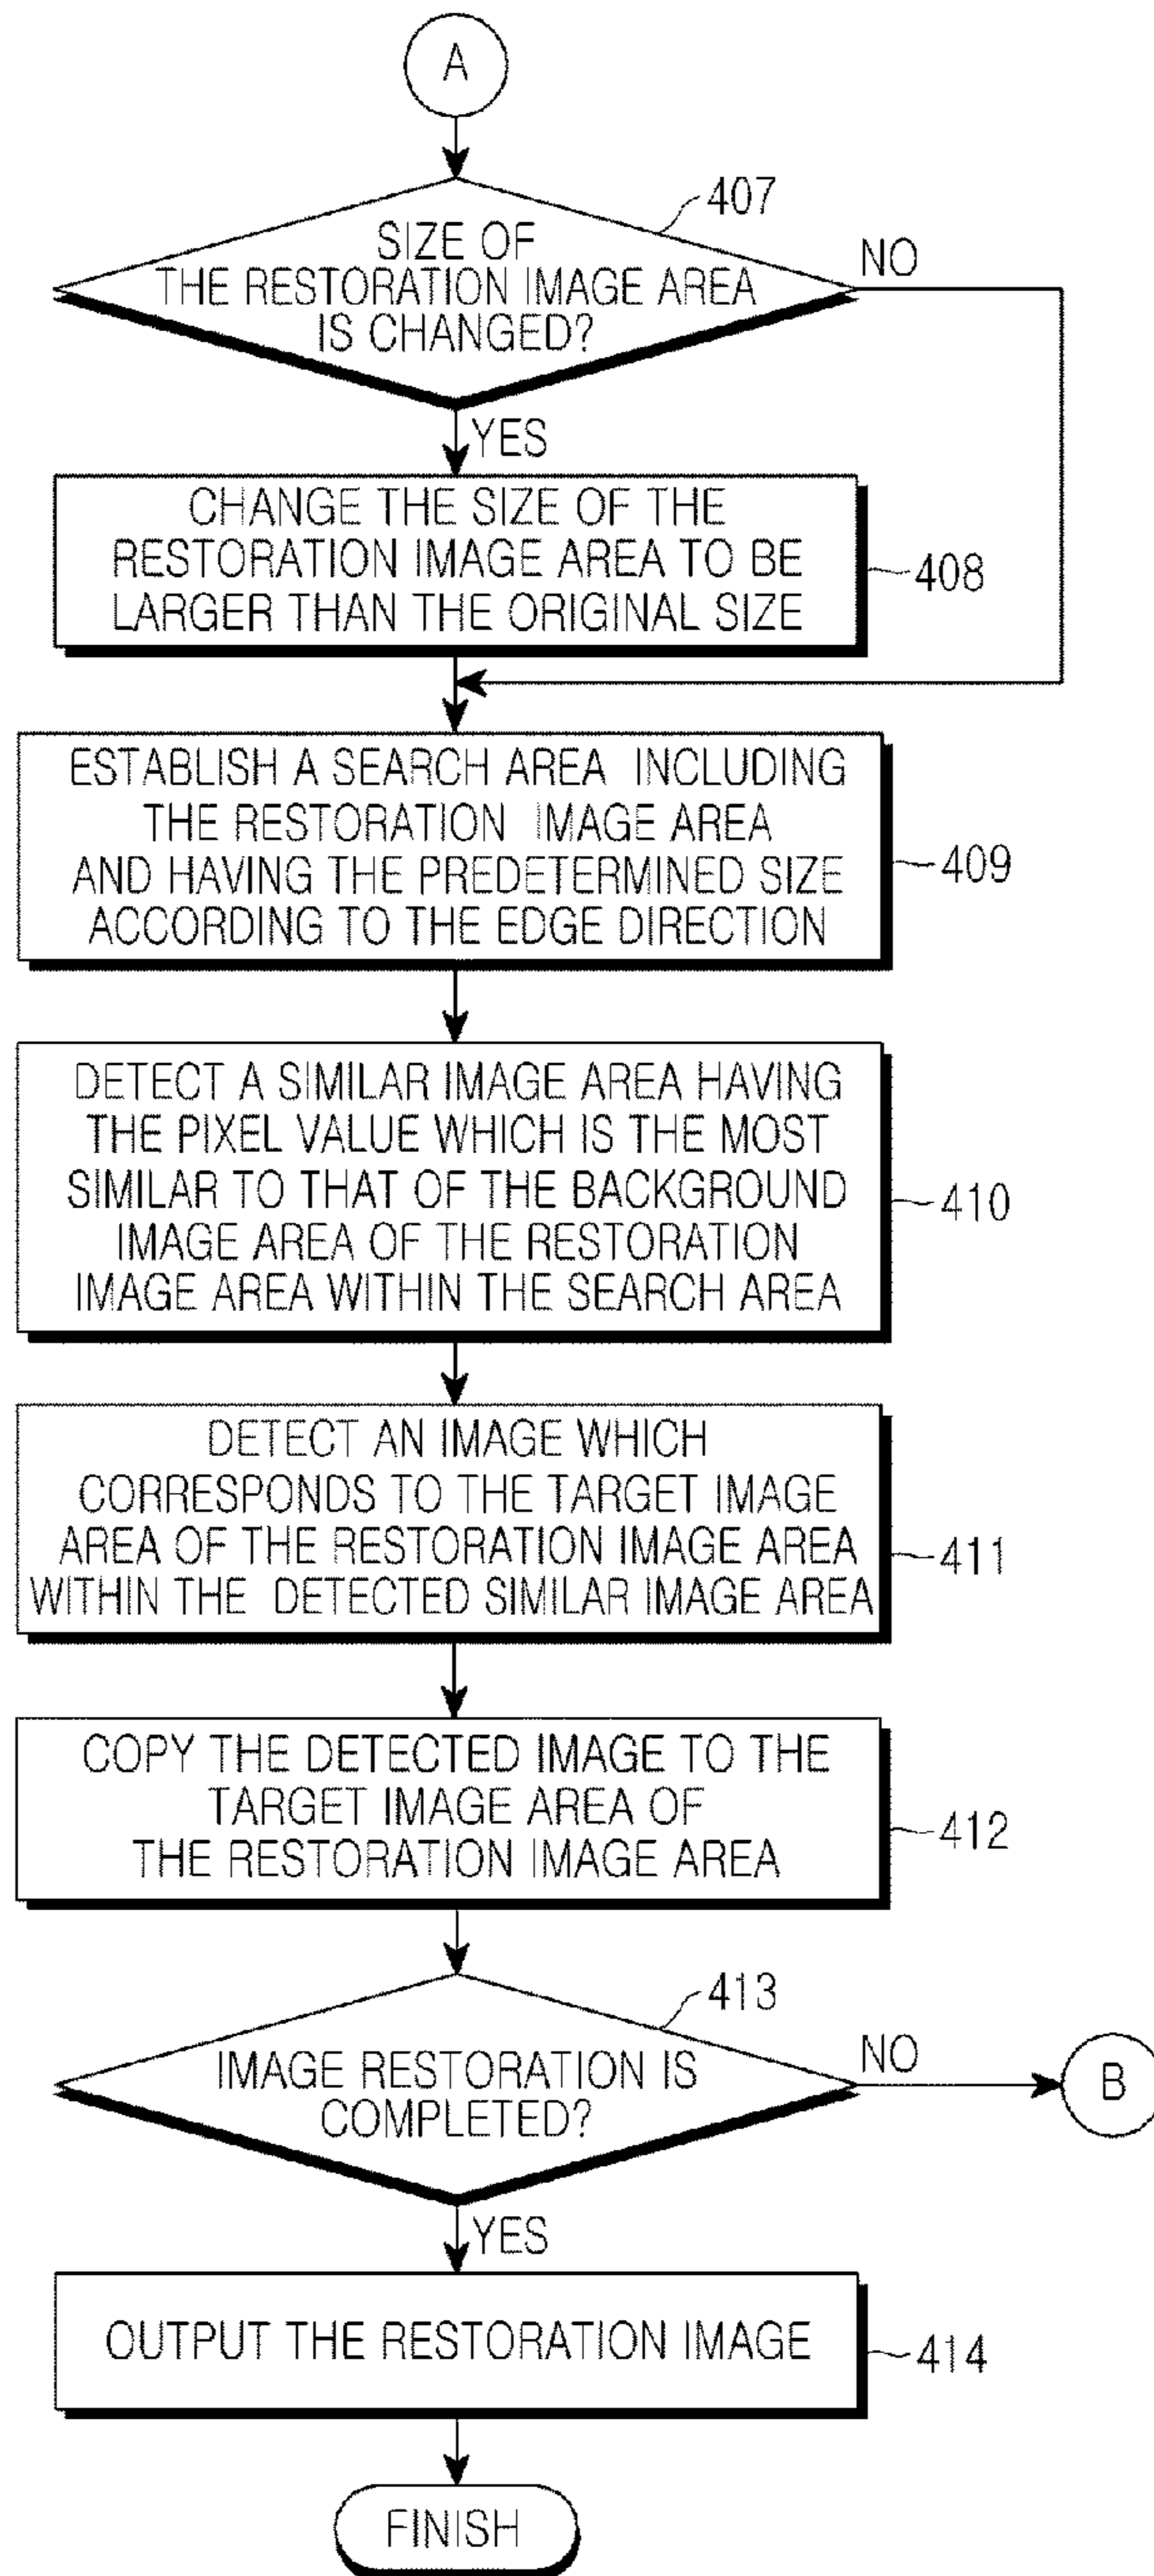 A
407
SIZE OF
THE RESTORATION IMAGE AREA
IS CHANGED?
NO
YES
CHANGE THE SIZE OF THE
RESTORATION IMAGE AREA TO BE
LARGER THAN THE ORIGINAL SIZE
408
ESTABLISH A SEARCH AREA INCLUDING
THE RESTORATION IMAGE AREA
AND HAVING THE PREDETERMINED SIZE
ACCORDING TO THE EDGE DIRECTION
409
DETECT A SIMILAR IMAGE AREA HAVING
THE PIXEL VALUE WHICH IS THE MOST
SIMILAR TO THAT OF THE BACKGROUND
IMAGE AREA OF THE RESTORATION
IMAGE AREA WITHIN THE SEARCH AREA
410
DETECT AN IMAGE WHICH
CORRESPONDS TO THE TARGET IMAGE
AREA OF THE RESTORATION IMAGE AREA
WITHIN THE DETECTED SIMILAR IMAGE AREA
411
COPY THE DETECTED IMAGE TO THE
TARGET IMAGE AREA OF
THE RESTORATION IMAGE AREA
412
413
IMAGE RESTORATION IS
COMPLETED?
NO
B
YES
OUTPUT THE RESTORATION IMAGE
414
FINISH